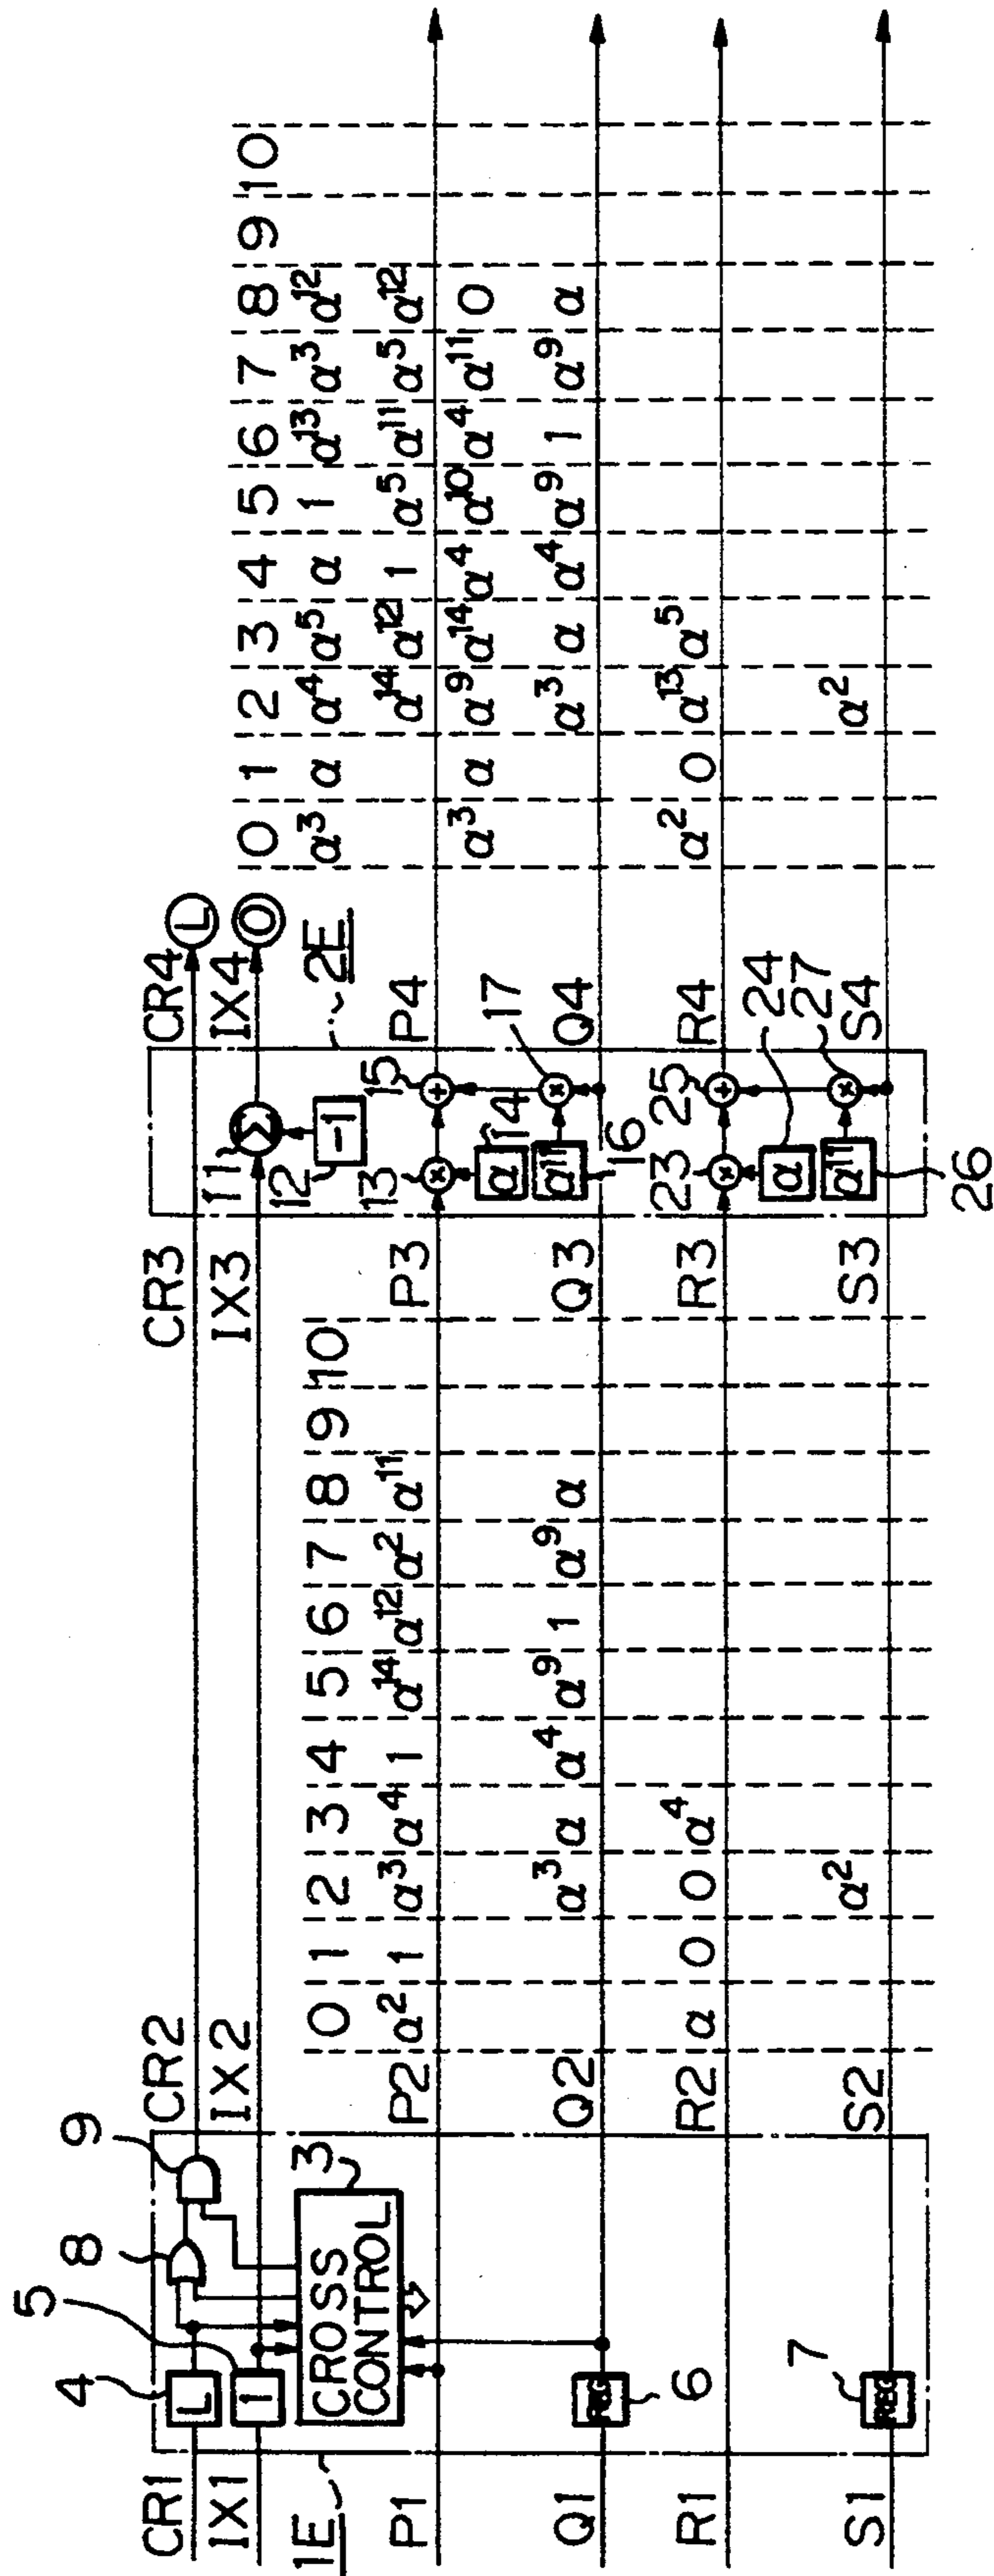 CR1
IX1
1E
P1
Q1
R1
S1
4
5
8
9
L
1
CROSS
CONTROL
3
REG
6
REG
7
CR2
IX2
P2
Q2
R2
S2
0 1 2 3 4 5 6 7 8 9 10
α² 1 α³ α⁴ 1 α¹⁴ α¹² α² α¹¹
α³ α α⁴ α⁹ 1 α⁹ α
α 0 0 α⁴
α²
CR3
IX3
P3
Q3
R3
S3
11
Σ
12
-1
2E
13
×
+
15
α
14
α¹¹
16
×
17
23
×
+
25
α
24
α¹¹
26
×
27
CR4
L
IX4
0
P4
Q4
R4
S4
0 1 2 3 4 5 6 7 8 9 10
α³ α α⁴ α⁵ α 1 α¹³ α³ α¹²
α¹⁴ α¹² 1 α⁵ α¹¹ α⁵ α¹²
α³ α α⁹ α¹⁴ α⁴ α¹⁰ α⁴ α¹¹ 0
α³ α α⁴ α⁹ 1 α⁹ α
α² 0 α¹³ α⁵
α²